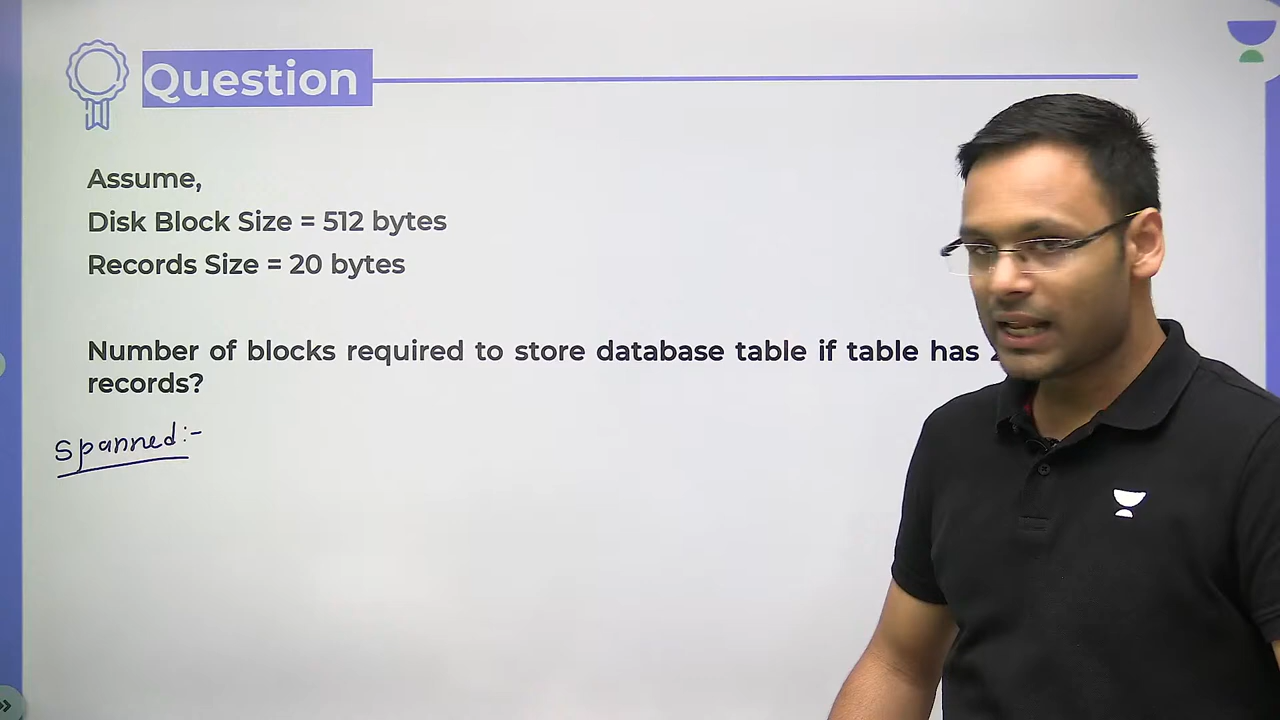 Question
Assume,
Disk Block Size = 512 bytes
Records Size = 20 bytes
Number of blocks required to store database table if table has
records?
Spanned:-